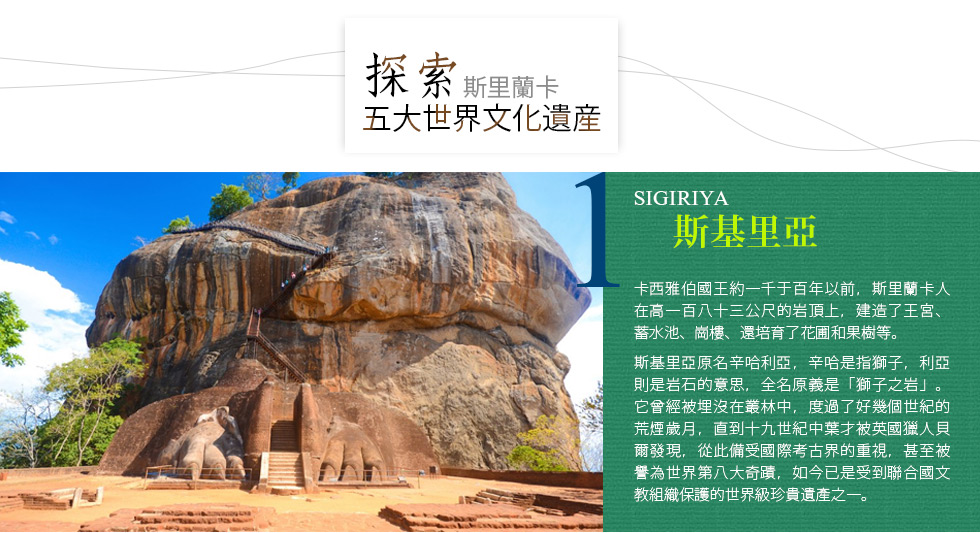 探索 斯里蘭卡
五大世界文化遺産
1
SIGIRIYA
斯基里亞
卡西雅伯國王約一千于百年以前，斯里蘭卡人
在高一百八十三公尺的岩頂上，建造了王宮、
蓄水池、崗樓、還培育了花圃和果樹等。
斯基里亞原名辛哈利亞，辛哈是指獅子，利亞
則是岩石的意思，全名原義是「獅子之岩」。
它曾經被埋沒在叢林中，度過了好幾個世紀的
荒煙歲月，直到十九世紀中葉才被英國獵人貝
爾發現，從此備受國際考古界的重視，甚至被
譽為世界第八大奇蹟，如今已是受到聯合國文
教組織保護的世界級珍貴遺產之一。